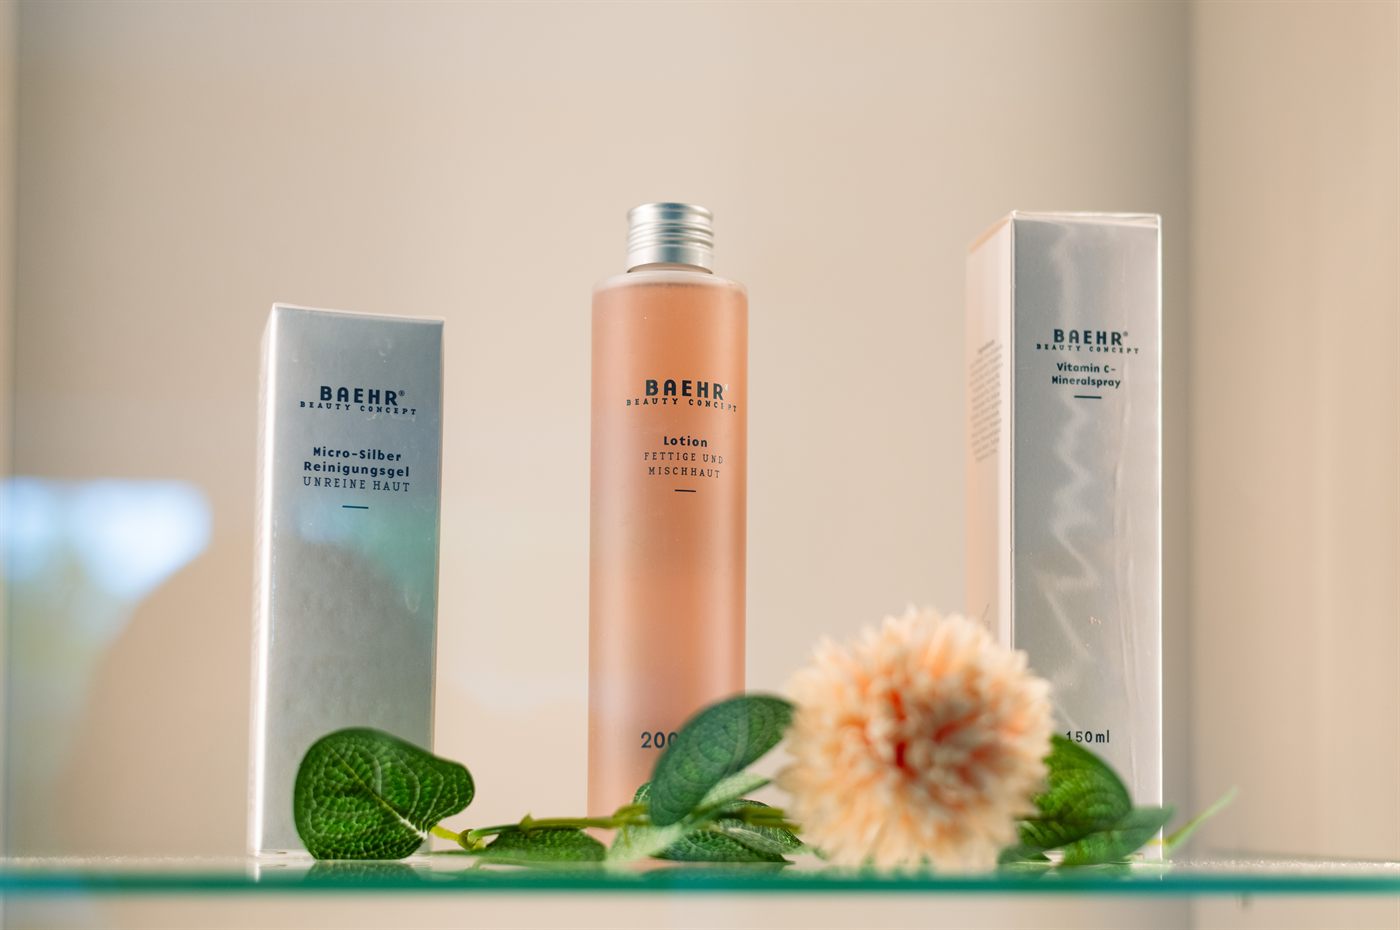 BAEHR®
BEAUTY CONCEPT
Micro-Silber
Reinigungsgel
UNREINE HAUT
BAEHR®
BEAUTY CONCEPT
Lotion
FETTIGE UND
MISCHHAUT
200
BAEHR®
BEAUTY CONCEPT
Vitamin C-
Mineralspray
150ml